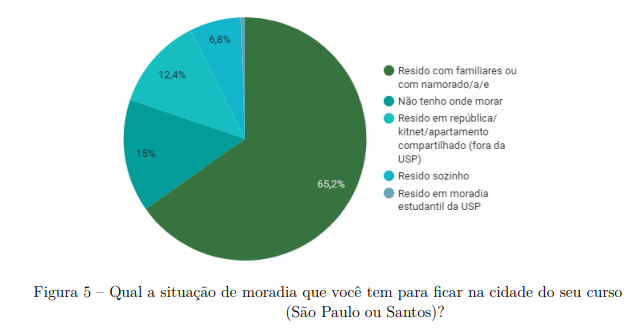 6,8%
12,4%
15%
65,2%
Resido com familiares ou
com namorado/a/e
Não tenho onde morar
Resido em república/
kitnet/apartamento
compartilhado (fora da
USP)
Resido sozinho
Resido em moradia
estudantil da USP
Figura 5 – Qual a situação de moradia que você tem para ficar na cidade do seu curso
(São Paulo ou Santos)?